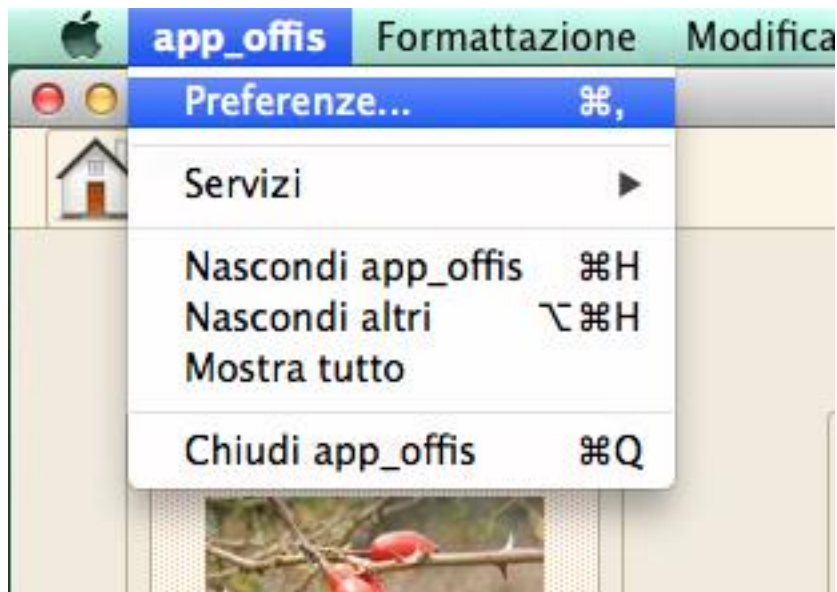 app_offis Formattazione Modifica
Preferenze... ⌘,
Servizi ▶
Nascondi app_offis ⌘H
Nascondi altri ⌥⌘H
Mostra tutto
Chiudi app_offis ⌘Q